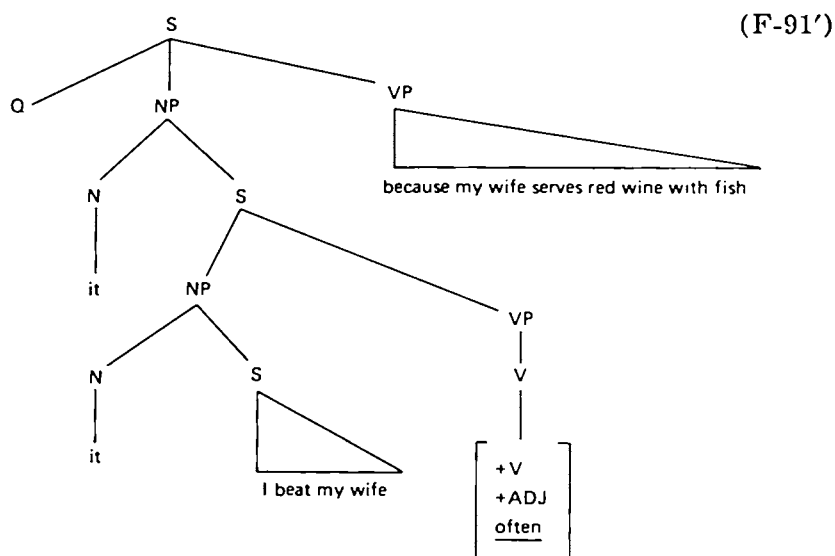 (F-91′)
S
Q NP VP
because my wife serves red wine with fish
N S
it NP VP
N S V
it I beat my wife
+V
+ADJ
often